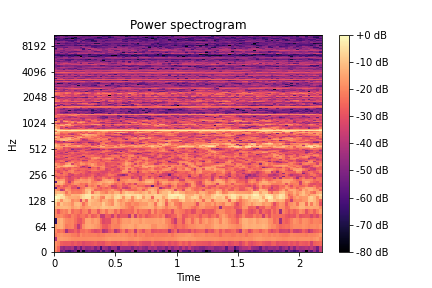 Power spectrogram
8192
4096
2048
1024
512
256
128
64
0
Hz
0
0.5
1
1.5
2
Time
+0 dB
-10 dB
-20 dB
-30 dB
-40 dB
-50 dB
-60 dB
-70 dB
-80 dB